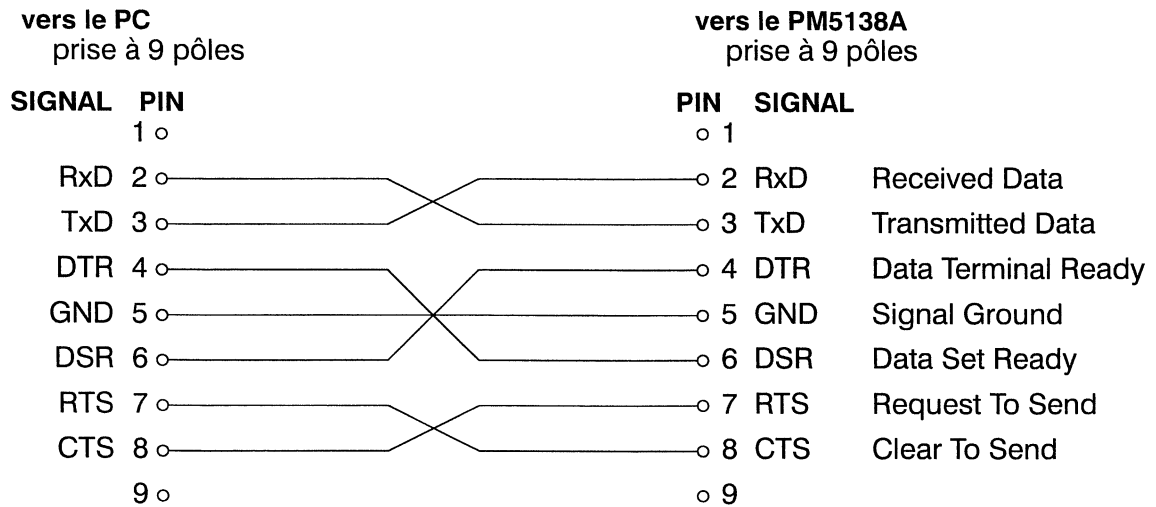 vers le PC vers le PM5138A
prise à 9 pôles prise à 9 pôles
SIGNAL PIN PIN SIGNAL
1 1
RxD 2 2 RxD Received Data
TxD 3 3 TxD Transmitted Data
DTR 4 4 DTR Data Terminal Ready
GND 5 5 GND Signal Ground
DSR 6 6 DSR Data Set Ready
RTS 7 7 RTS Request To Send
CTS 8 8 CTS Clear To Send
9 9